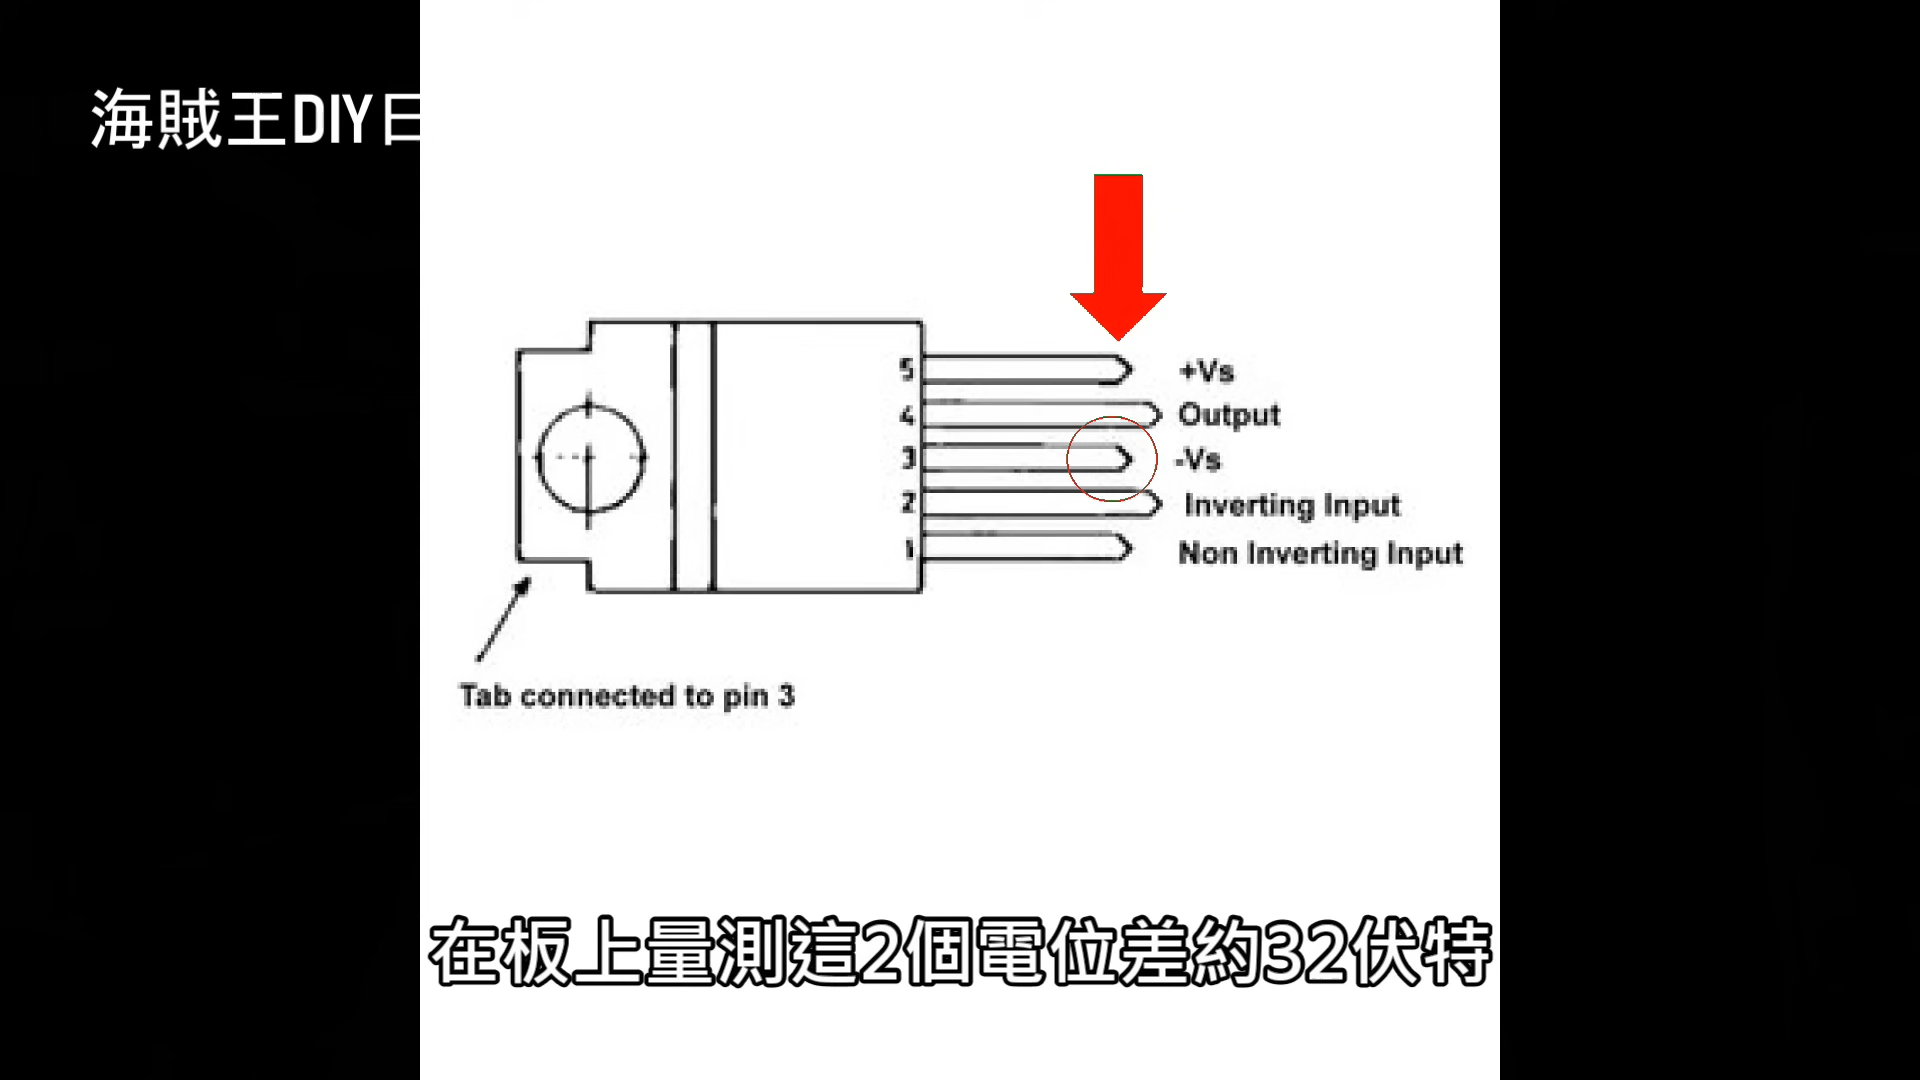 海賊王DIY日
5 +Vs
4 Output
3 -Vs
2 Inverting Input
1 Non Inverting Input
Tab connected to pin 3
在板上量測這2個電位差約32伏特